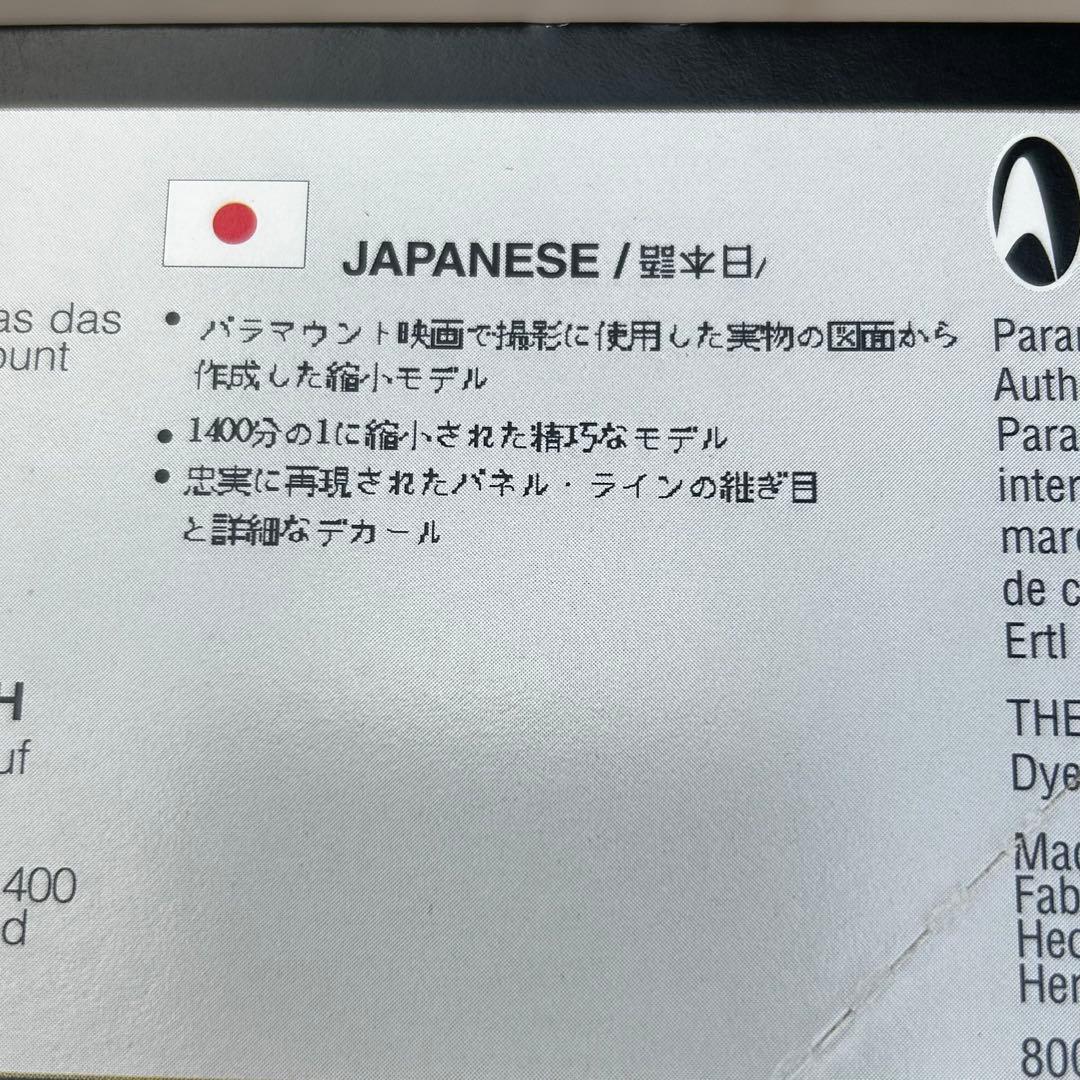 as das
ount
H
uf
400
d
JAPANESE / 日本語
• パラマウント映画で撮影に使用した実物の図面から
作成した縮小モデル
• 1400分の1に縮小された精巧なモデル
• 忠実に再現されたパネル・ラインの継ぎ目
と詳細なデカール
Para
Auth
Para
inter
mar
de c
Ertl
THE
Dye
Mac
Fab
Hec
Her
800